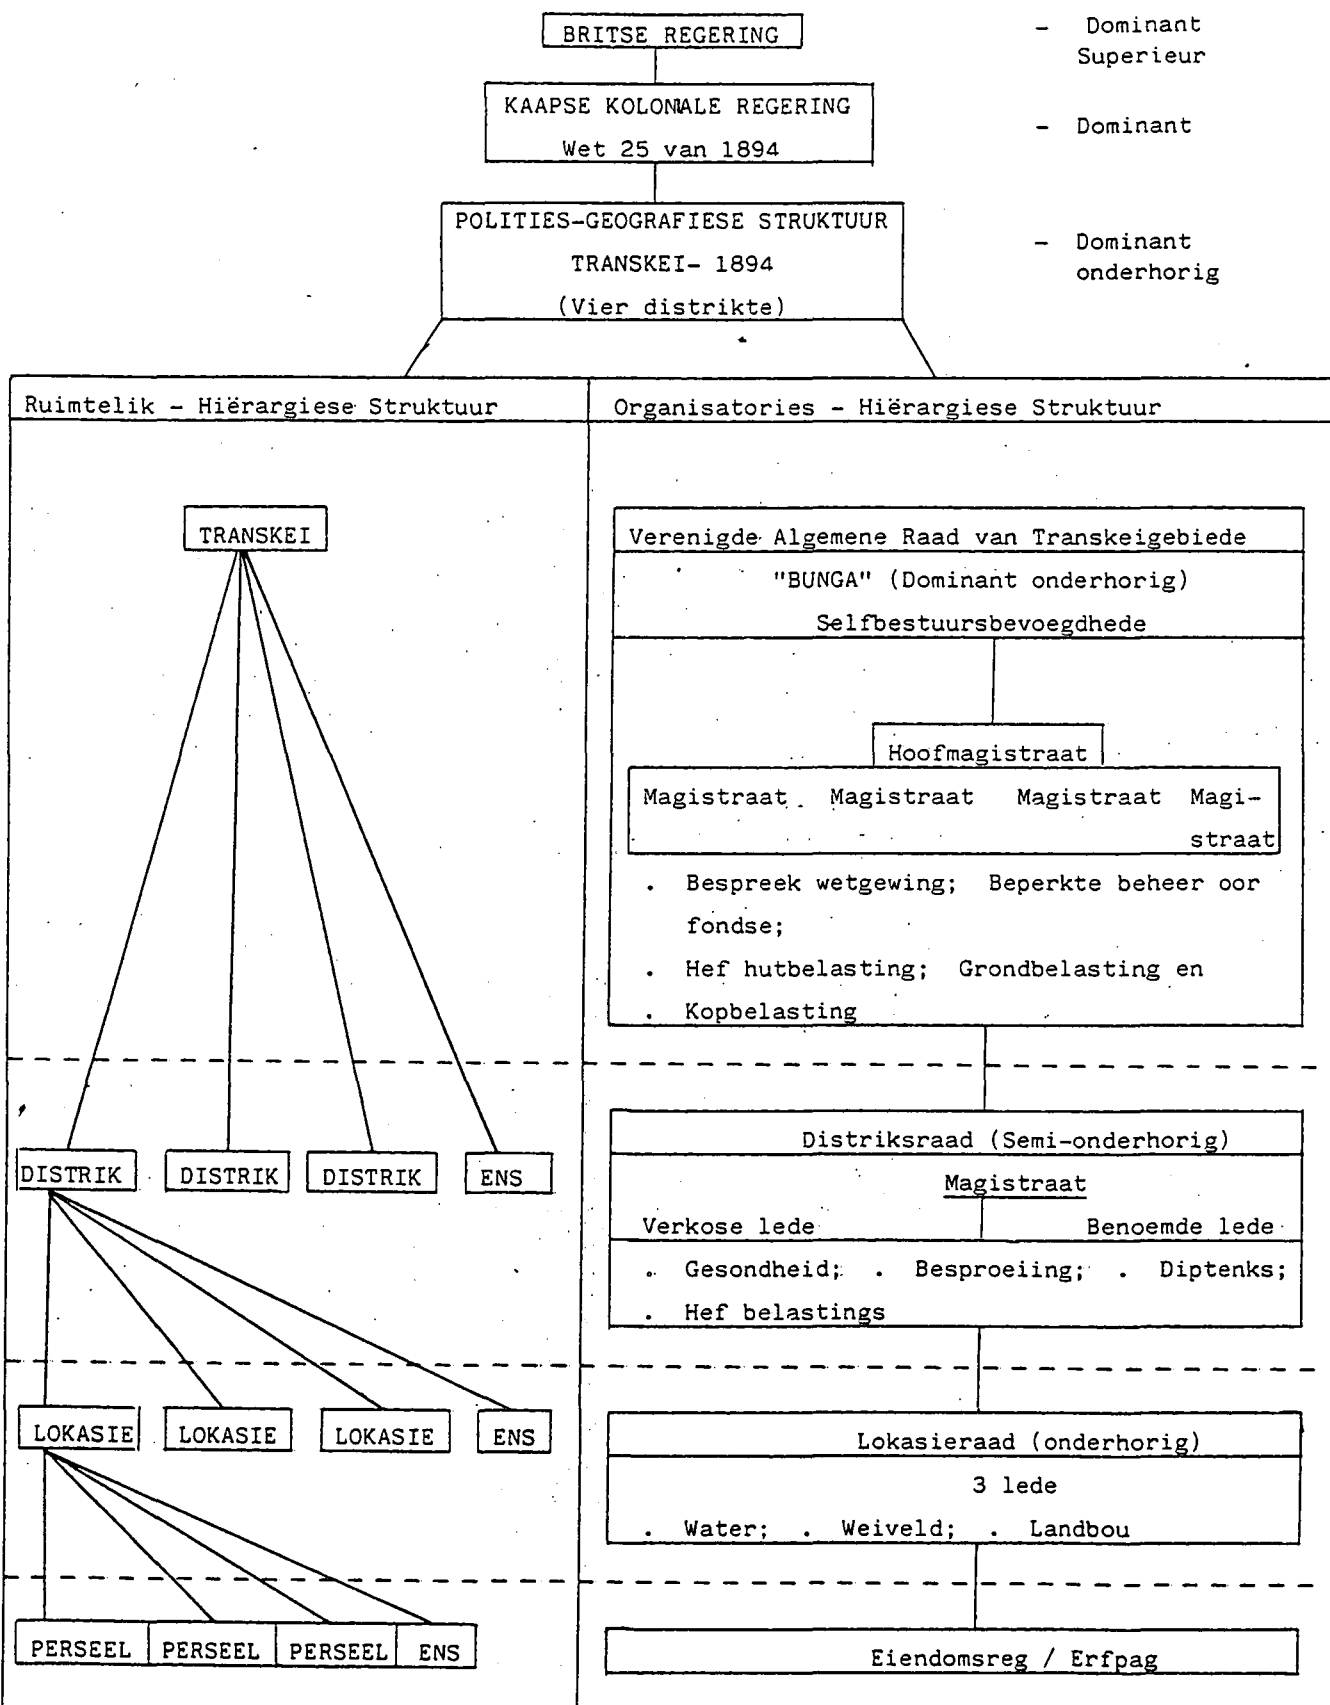 BRITSE REGERING
- Dominant
Superieur
KAAPSE KOLONIALE REGERING
Wet 25 van 1894
- Dominant
POLITIES-GEOGRAFIESE STRUKTUUR
TRANSKEI- 1894
(Vier distrikte)
- Dominant
onderhorig
Ruimtelik - Hiërargiese Struktuur
Organisatories - Hiërargiese Struktuur
TRANSKEI
DISTRIK DISTRIK DISTRIK ENS
LOKASIE LOKASIE LOKASIE ENS
PERSEEL PERSEEL PERSEEL ENS
Verenigde Algemene Raad van Transkeigebiede
"BUNGA" (Dominant onderhorig)
Selfbestuursbevoegdhede
Hoofmagistraat
Magistraat Magistraat Magistraat Magi-
straat
. Bespreek wetgewing; Beperkte beheer oor
fondse;
. Hef hutbelasting; Grondbelasting en
. Kopbelasting
Distriksraad (Semi-onderhorig)
Magistraat
Verkose lede Benoemde lede
. Gesondheid; . Besproeiing; . Diptenks;
. Hef belastings
Lokasieraad (onderhorig)
3 lede
. Water; . Weiveld; . Landbou
Eiendomsreg / Erfpag